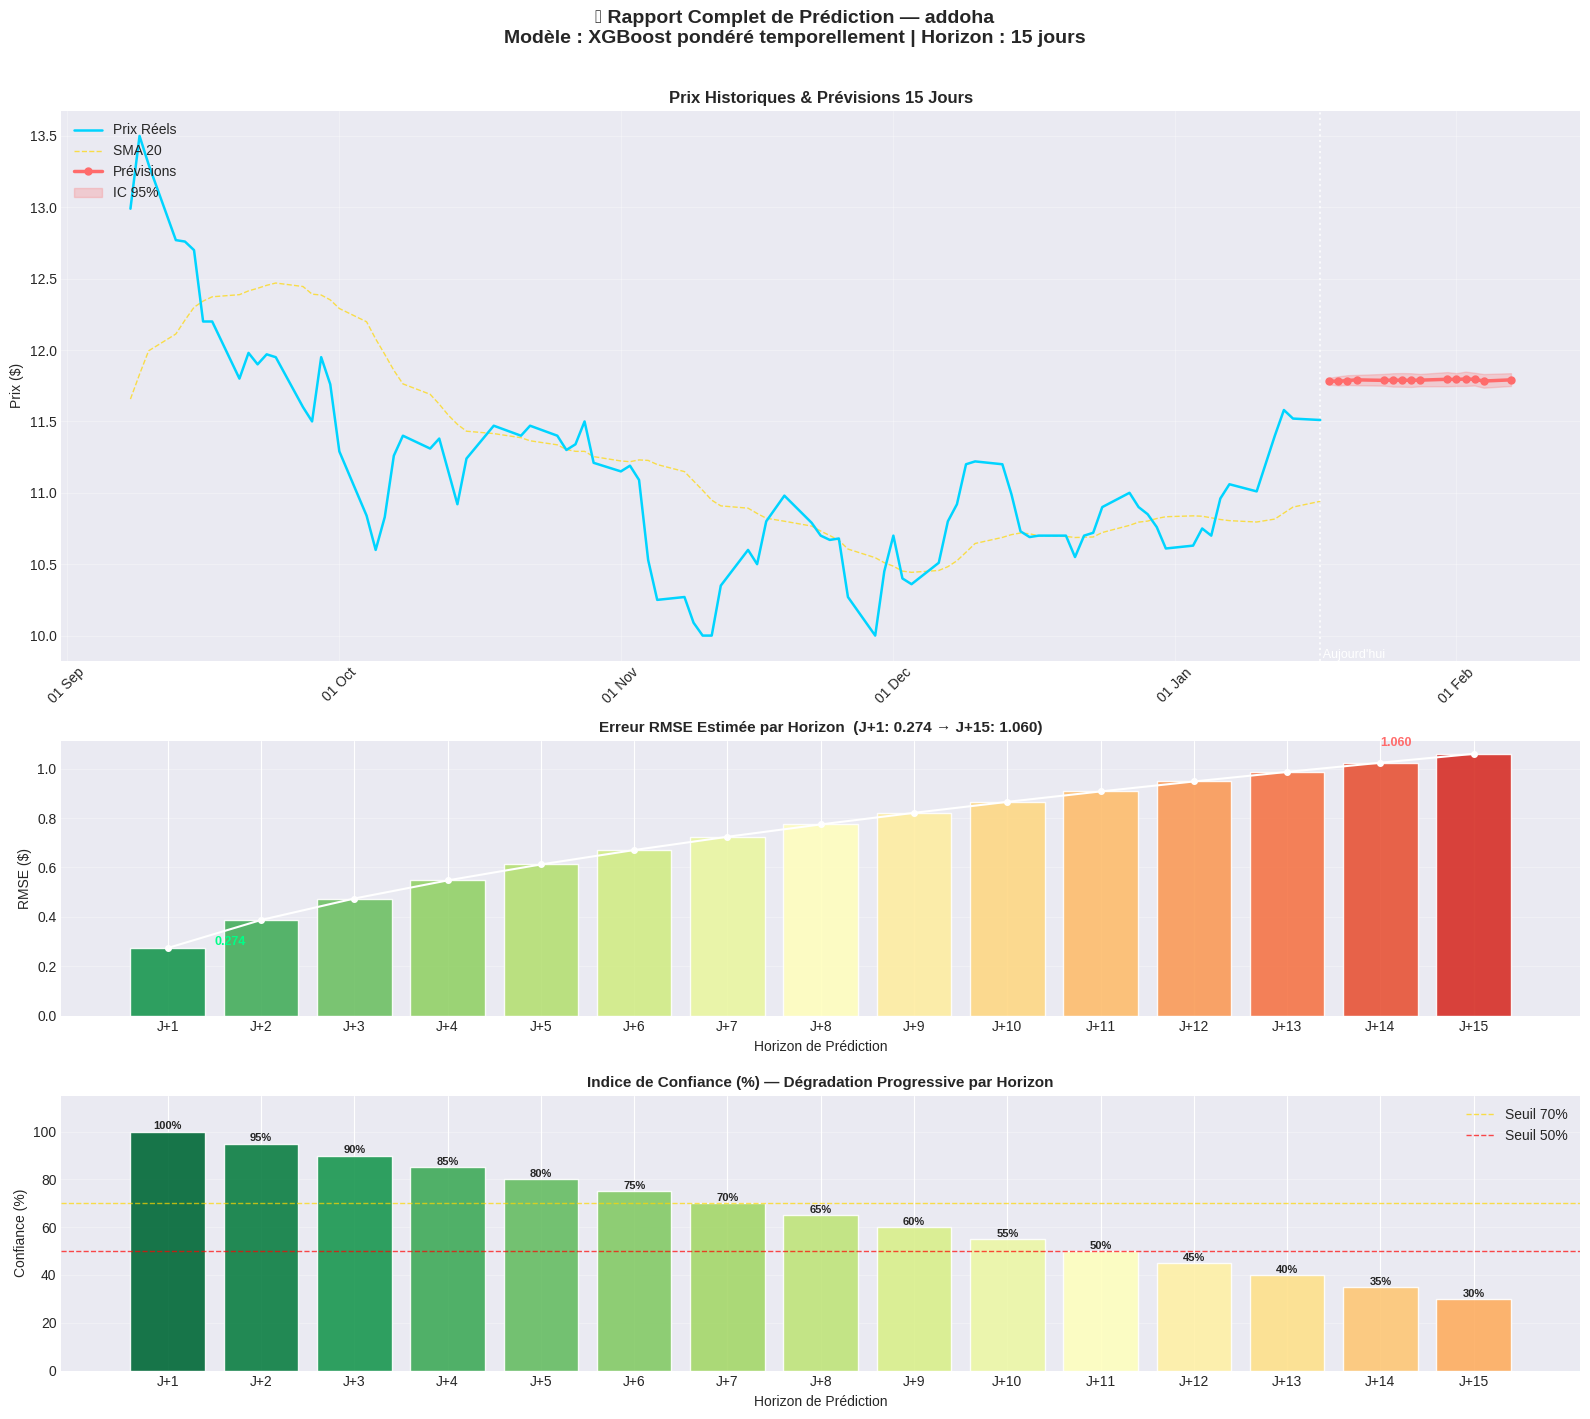 Rapport Complet de Prédiction — addoha
Modèle : XGBoost pondéré temporellement | Horizon : 15 jours
Prix Historiques & Prévisions 15 Jours
Prix Réels
SMA 20
Prévisions
IC 95%
Prix ($)
13.5
13.0
12.5
12.0
11.5
11.0
10.5
10.0
Aujourd'hui
01 Sep
01 Oct
01 Nov
01 Dec
01 Jan
01 Feb
Erreur RMSE Estimée par Horizon (J+1: 0.274 → J+15: 1.060)
RMSE ($)
1.0
0.8
0.6
0.4
0.2
0.0
0.274
1.060
J+1 J+2 J+3 J+4 J+5 J+6 J+7 J+8 J+9 J+10 J+11 J+12 J+13 J+14 J+15
Horizon de Prédiction
Indice de Confiance (%) — Dégradation Progressive par Horizon
Seuil 70%
Seuil 50%
Confiance (%)
100
80
60
40
20
0
100% 95% 90% 85% 80% 75% 70% 65% 60% 55% 50% 45% 40% 35% 30%
J+1 J+2 J+3 J+4 J+5 J+6 J+7 J+8 J+9 J+10 J+11 J+12 J+13 J+14 J+15
Horizon de Prédiction